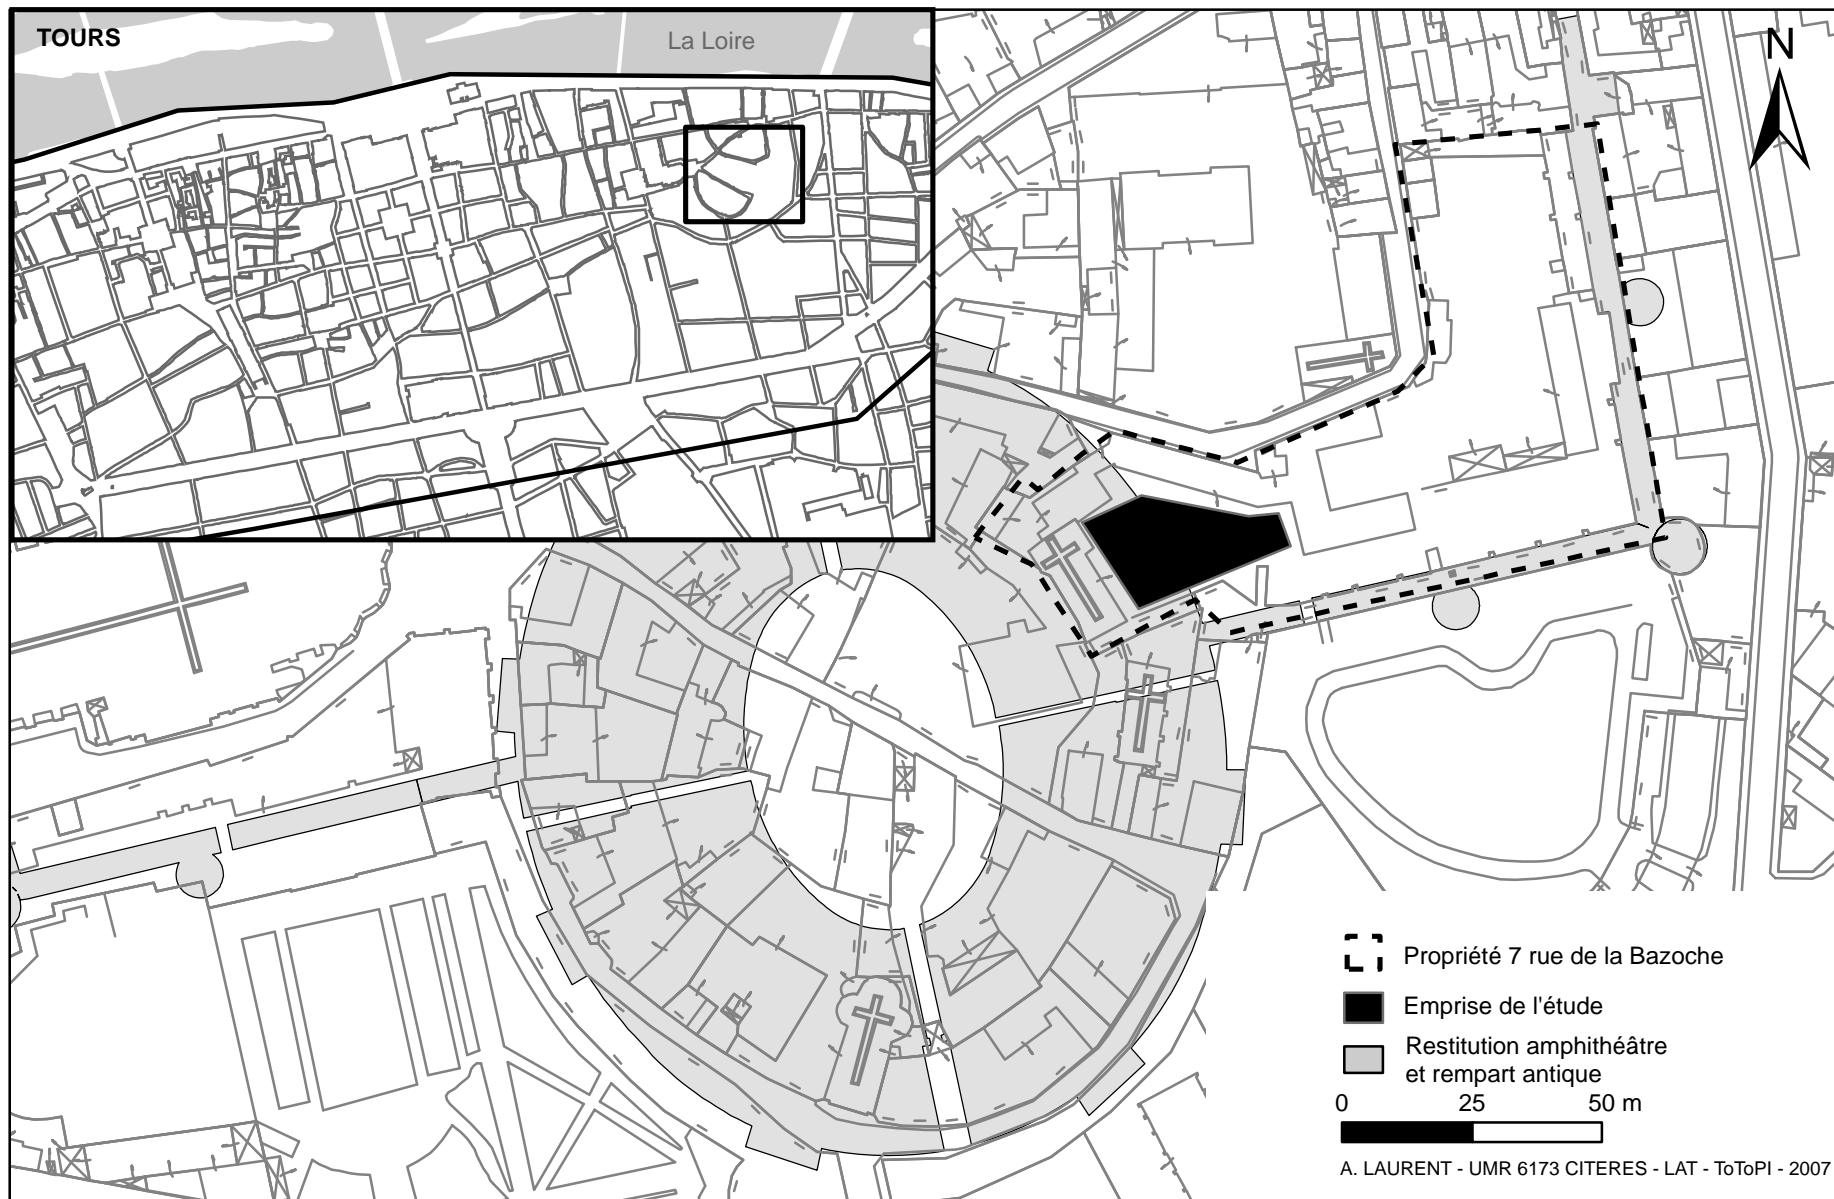 TOURS
La Loire
N
Propriété 7 rue de la Bazoche
Emprise de l'étude
Restitution amphithéâtre
et rempart antique
0 25 50 m
A. LAURENT - UMR 6173 CITERES - LAT - ToToPI - 2007